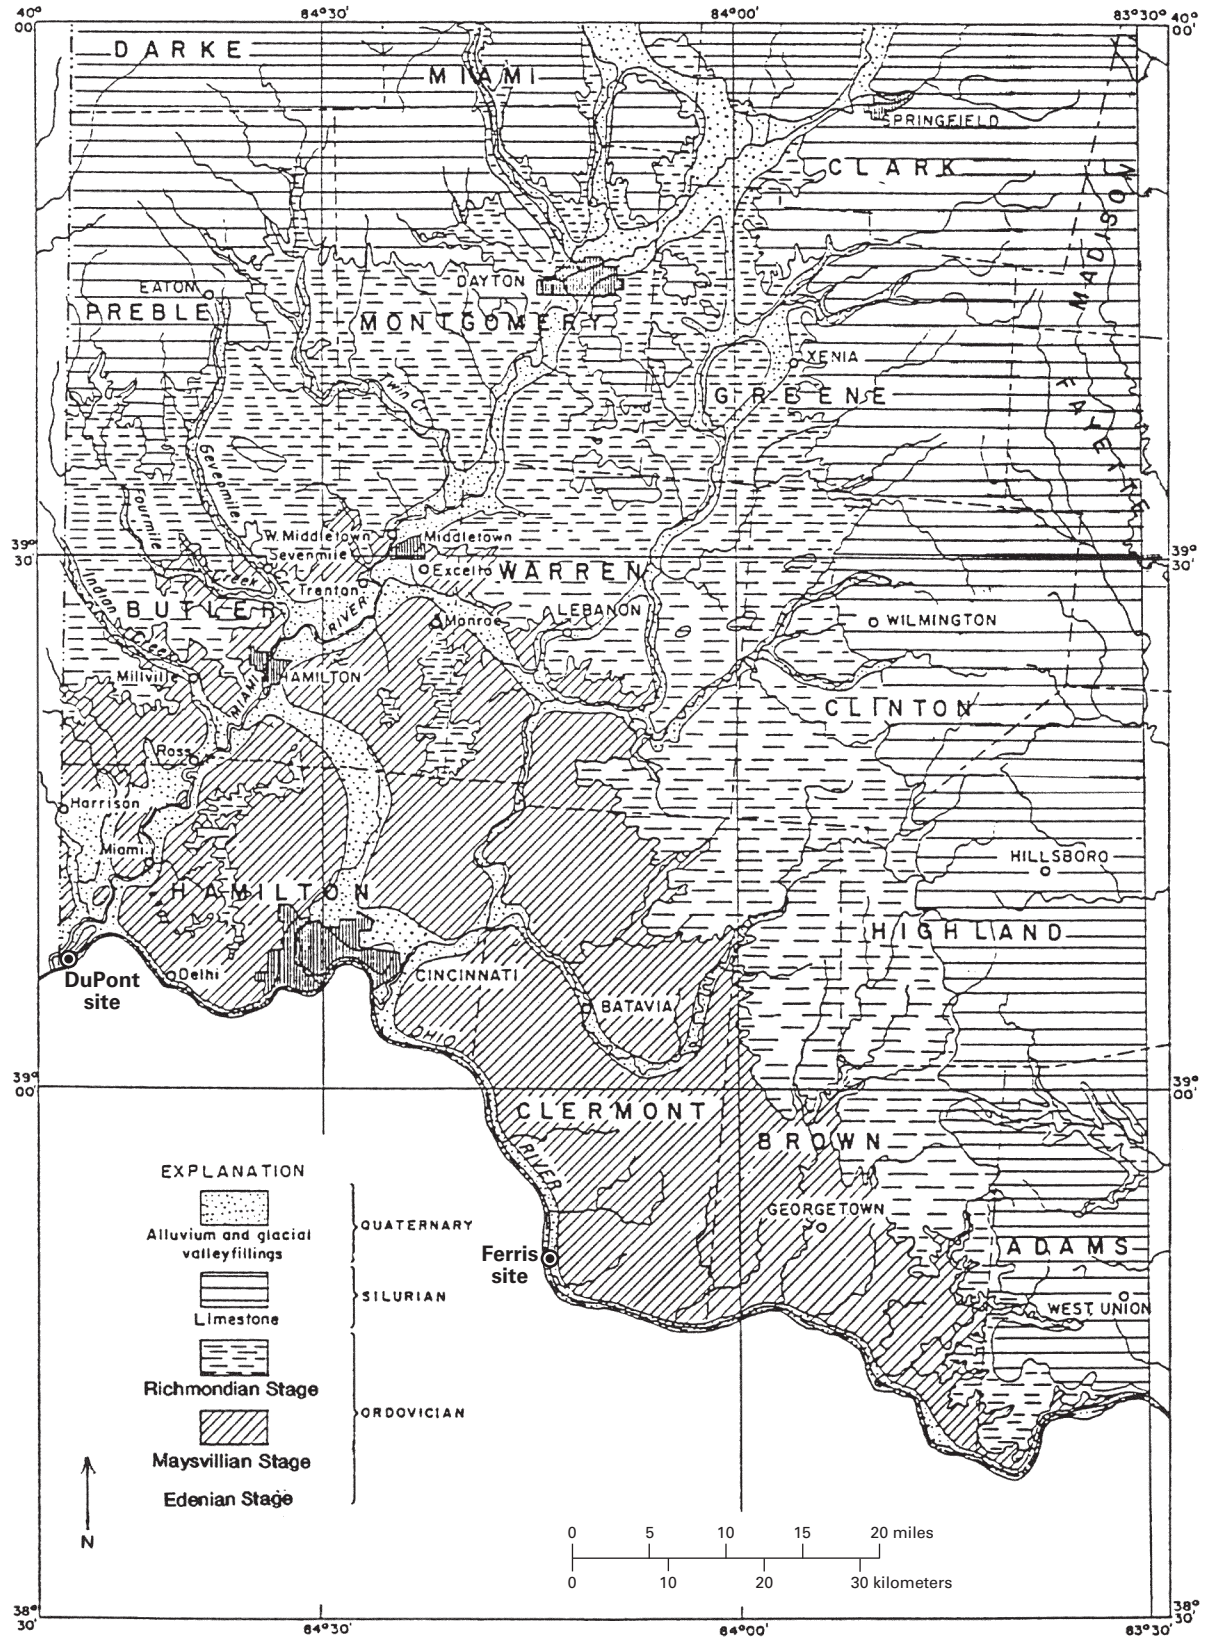 40°
00'
84°30'
84°00'
83°30'
40°
00'
DARKE
MIAMI
SPRINGFIELD
CLARK
MADISON
EATON
DAYTON
PREBLE
MONTGOMERY
XENIA
Twin Cr
GREENE
FAYETTE
Sevenmile
Fourmile
W. Middletown
Middletown
Sevenmile
39°
30'
39°
30'
Excello
WARREN
Creek
Trenton
Indian
BUTLER
RIVER
Monroe
LEBANON
WILMINGTON
Creek
Millville
HAMILTON
MIAMI
CLINTON
Ross
Harrison
Miami
HILLSBORO
HAMILTON
HIGHLAND
DuPont
site
Delhi
CINCINNATI
BATAVIA
OHIO
39°
00'
39°
00'
CLERMONT
BROWN
RIVER
EXPLANATION
GEORGETOWN
Alluvium and glacial
valleyfillings
QUATERNARY
Ferris
site
ADAMS
SILURIAN
WEST UNION
Limestone
Richmondian Stage
ORDOVICIAN
Maysvillian Stage
Edenian Stage
N
0 5 10 15 20 miles
0 10 20 30 kilometers
38°
30'
84°30'
84°00'
83°30'
38°
30'